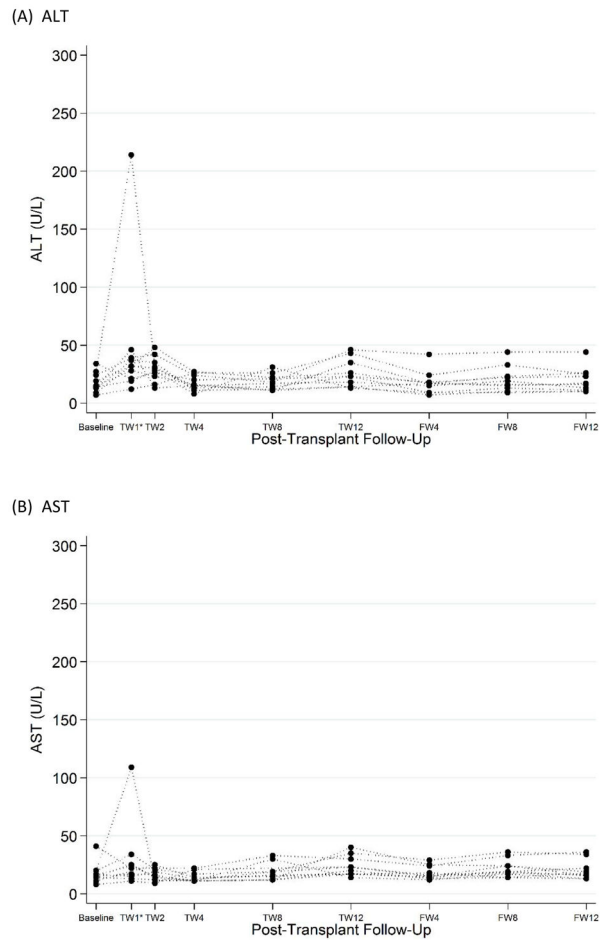 (A) ALT
300
250
200
150
100
50
0
ALT (U/L)
Baseline TW1* TW2 TW4 TW8 TW12 FW4 FW8 FW12
Post-Transplant Follow-Up
(B) AST
300
250
200
150
100
50
0
AST (U/L)
Baseline TW1* TW2 TW4 TW8 TW12 FW4 FW8 FW12
Post-Transplant Follow-Up